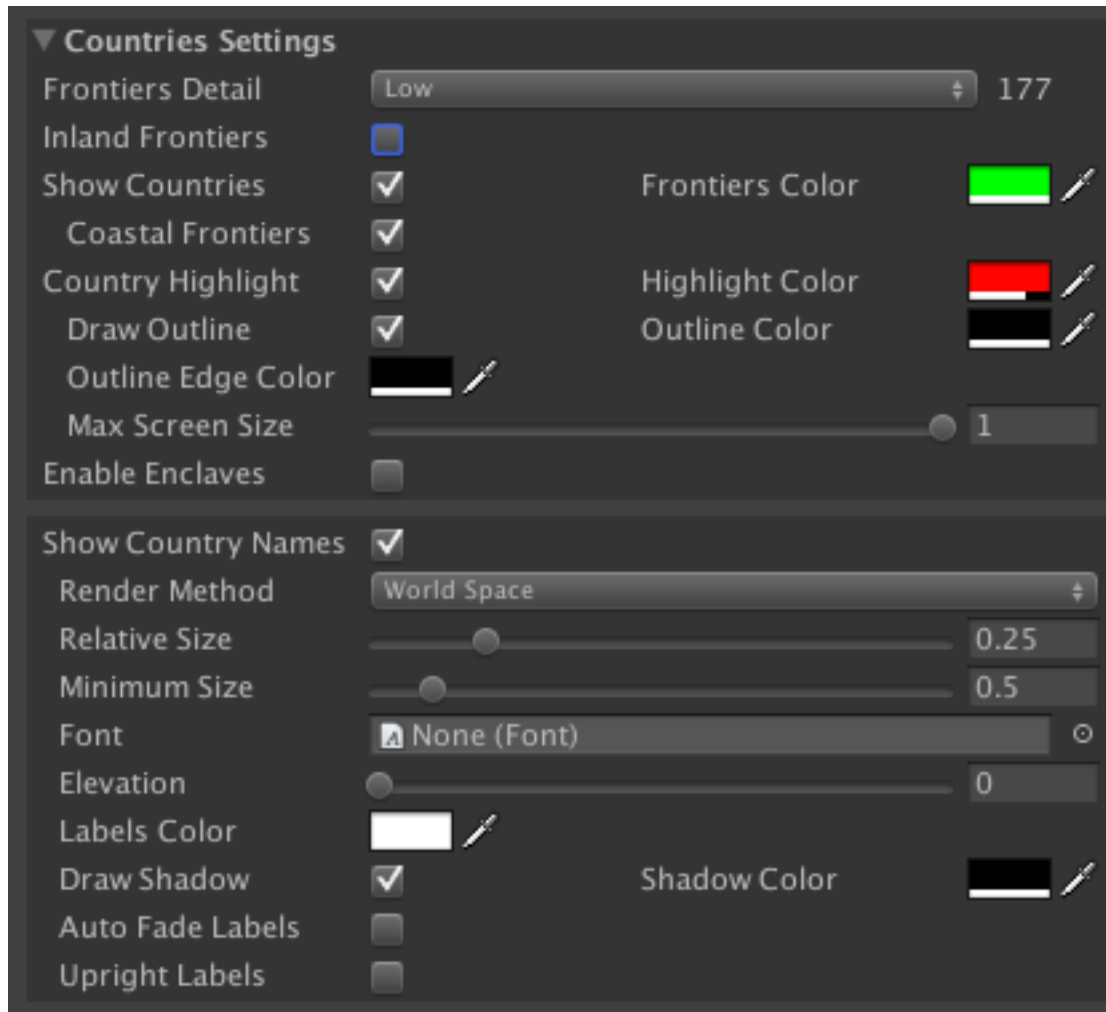 Countries Settings
Frontiers Detail Low 177
Inland Frontiers
Show Countries Frontiers Color
Coastal Frontiers
Country Highlight Highlight Color
Draw Outline Outline Color
Outline Edge Color
Max Screen Size 1
Enable Enclaves
Show Country Names
Render Method World Space
Relative Size 0.25
Minimum Size 0.5
Font None (Font)
Elevation 0
Labels Color
Draw Shadow Shadow Color
Auto Fade Labels
Upright Labels